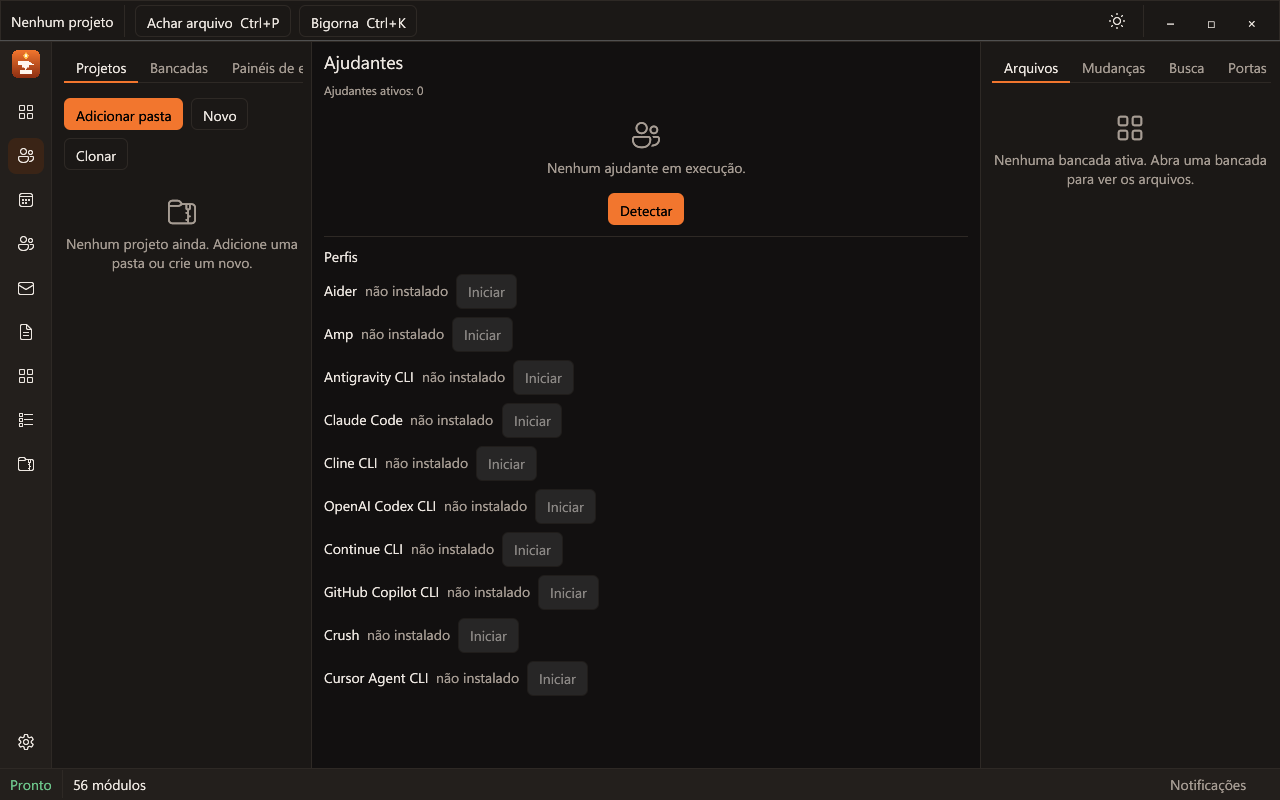 Nenhum projeto
Achar arquivo Ctrl+P
Bigorna Ctrl+K
Projetos
Bancadas
Painéis de e
Adicionar pasta
Novo
Clonar
Nenhum projeto ainda. Adicione uma
pasta ou crie um novo.
Ajudantes
Ajudantes ativos: 0
Nenhum ajudante em execução.
Detectar
Perfis
Aider não instalado Iniciar
Amp não instalado Iniciar
Antigravity CLI não instalado Iniciar
Claude Code não instalado Iniciar
Cline CLI não instalado Iniciar
OpenAI Codex CLI não instalado Iniciar
Continue CLI não instalado Iniciar
GitHub Copilot CLI não instalado Iniciar
Crush não instalado Iniciar
Cursor Agent CLI não instalado Iniciar
Arquivos
Mudanças
Busca
Portas
Nenhuma bancada ativa. Abra uma bancada
para ver os arquivos.
Pronto
56 módulos
Notificações